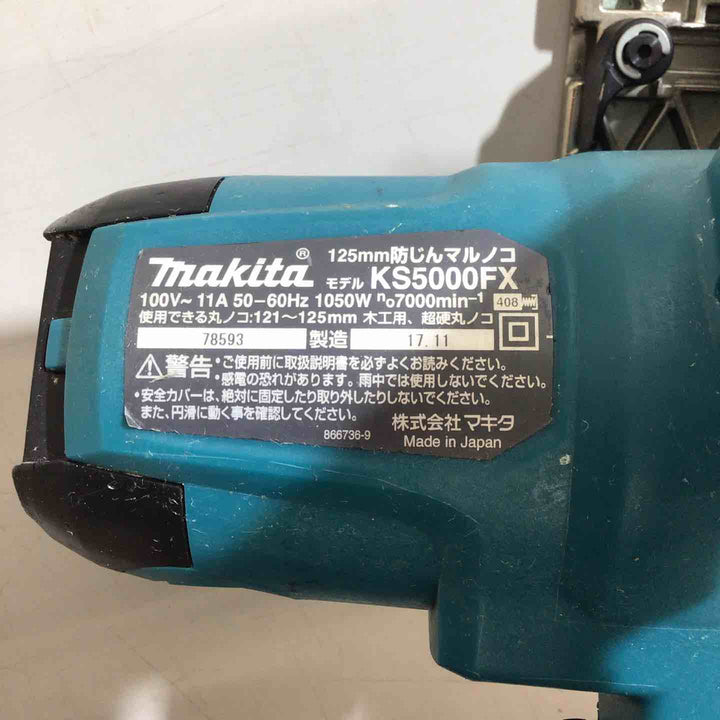 makita®
125mm防じんマルノコ
モデル KS5000FX
100V~ 11A 50-60Hz 1050W n₀7000min⁻¹ 408
使用できる丸ノコ:121~125mm 木工用、超硬丸ノコ
78593 製造 17.11
⚠警告・ご使用前に取扱説明書を必ずよくお読みください。
・感電の恐れがあります。雨中では使用しないでください。
・安全カバーは、絶対に固定したり取り外したりしないでください。
また、円滑に動く事を確認してください。
866736-9
株式会社マキタ
Made in Japan